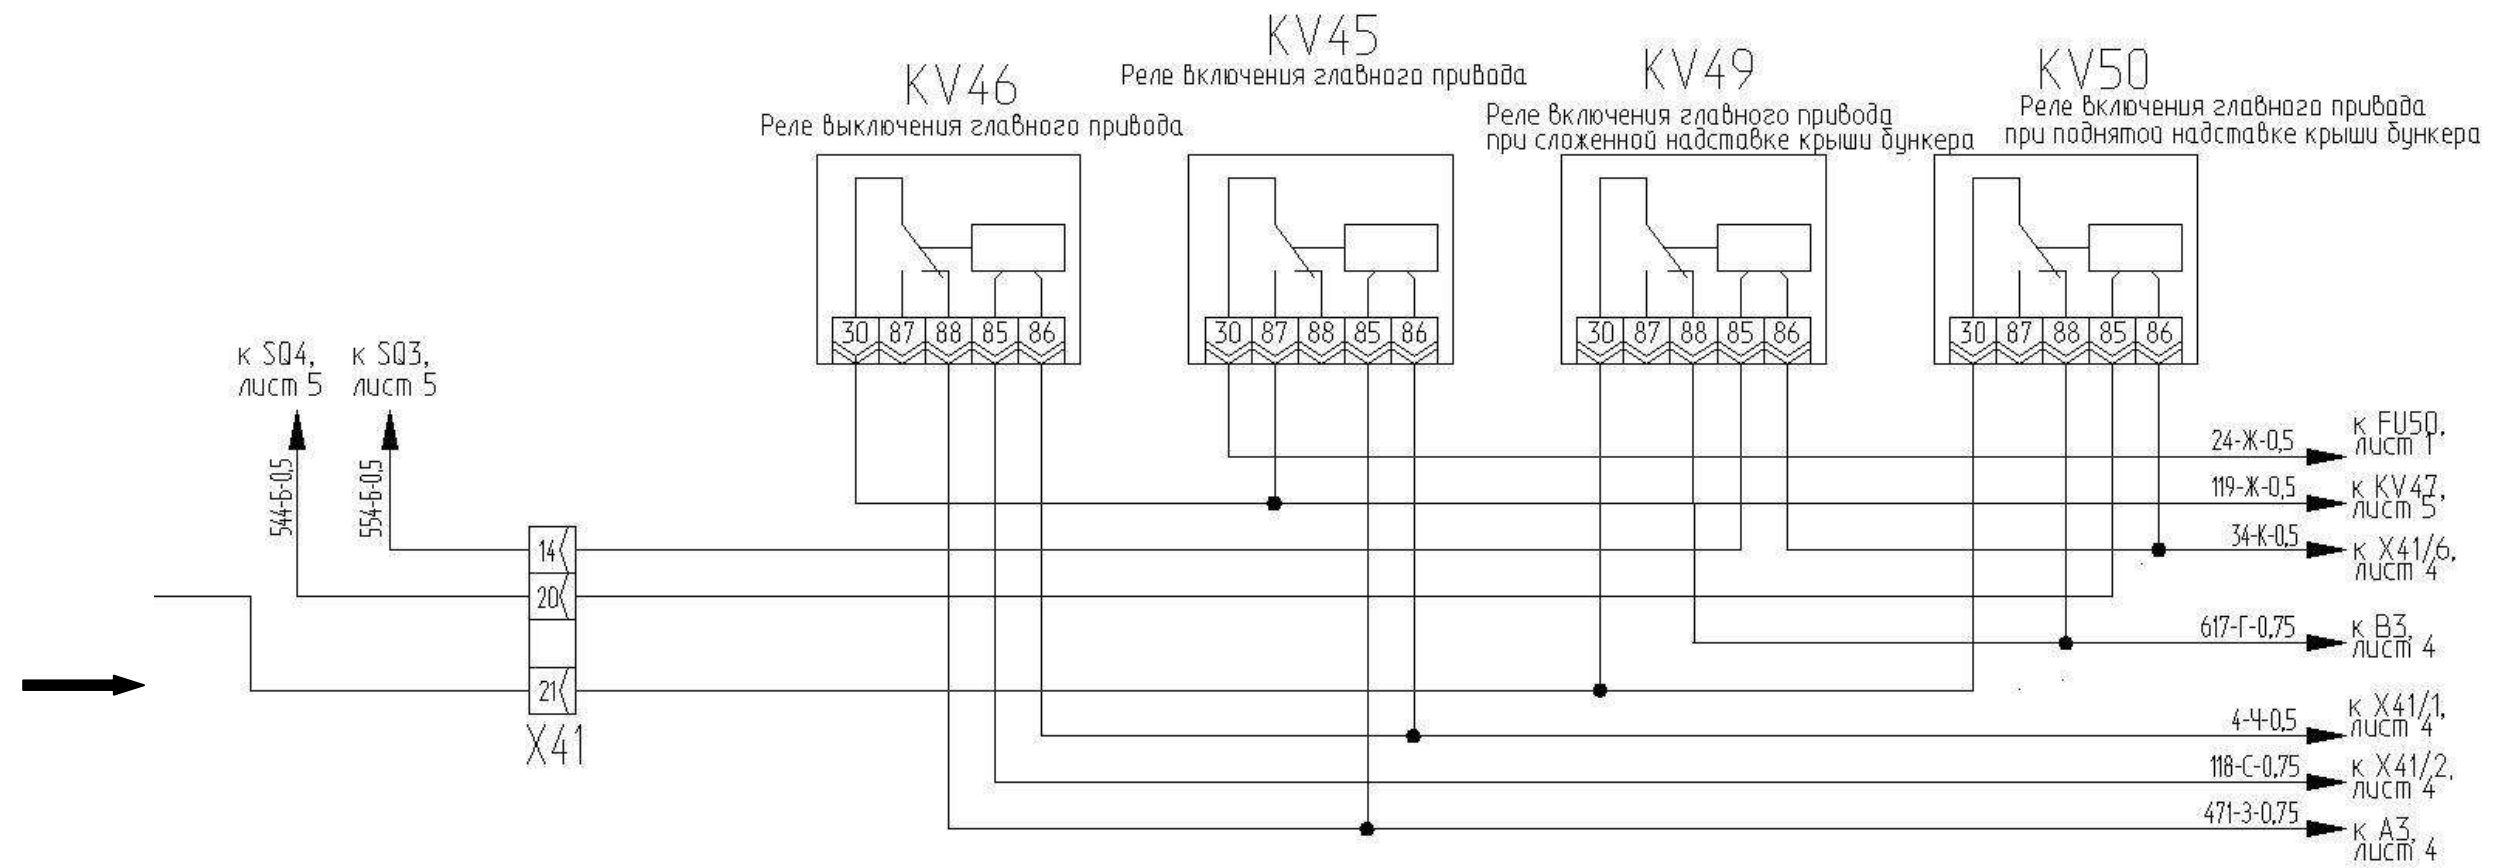 KV46
Реле выключения главного привода
KV45
Реле включения главного привода
KV49
Реле включения главного привода
при сложенной надставке крыши бункера
KV50
Реле включения главного привода
при поднятой надставке крыши бункера
30 87 88 85 86
30 87 88 85 86
30 87 88 85 86
30 87 88 85 86
к SQ4,
лист 5
к SQ3,
лист 5
544-Б-0,5
554-Б-0,5
14
20
21
X41
24-Ж-0,5
к FU50,
лист 1
119-Ж-0,5
к KV47,
лист 5
34-К-0,5
к X41/6,
лист 4
617-Г-0,75
к B3,
лист 4
4-Ч-0,5
к X41/1,
лист 4
118-С-0,75
к X41/2,
лист 4
471-З-0,75
к A3,
лист 4